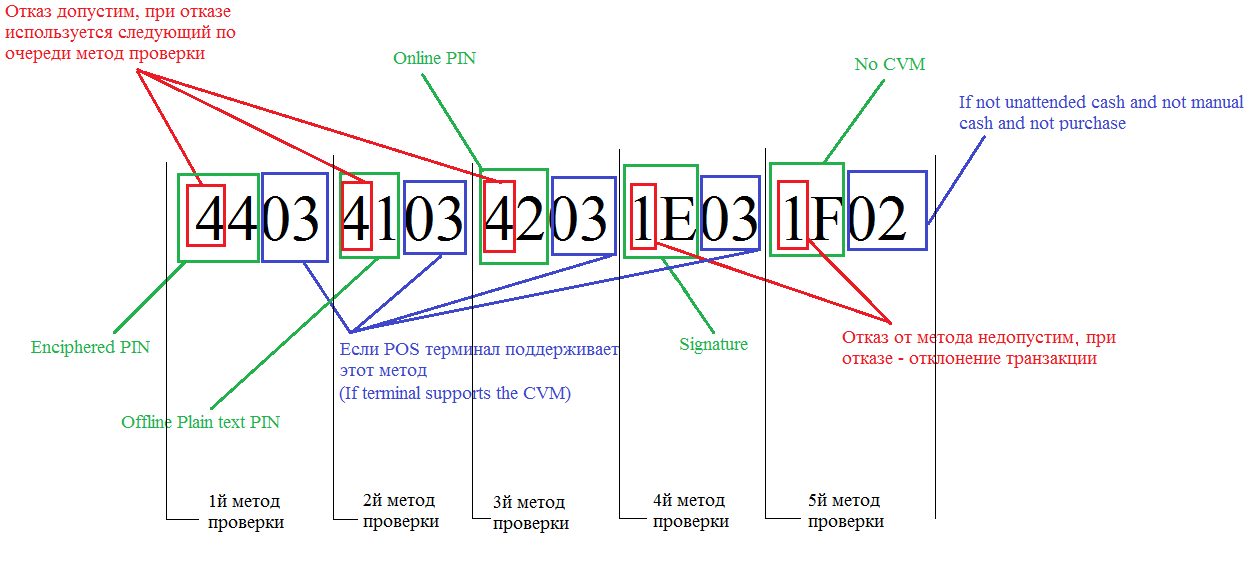 Отказ допустим, при отказе
используется следующий по
очереди метод проверки
Online PIN
No CVM
If not unattended cash and not manual
cash and not purchase
4403 4103 4203 1E03 1F02
Enciphered PIN
Offline Plain text PIN
Если POS терминал поддерживает
этот метод
(If terminal supports the CVM)
Signature
Отказ от метода недопустим, при
отказе - отклонение транзакции
1й метод
проверки
2й метод
проверки
3й метод
проверки
4й метод
проверки
5й метод
проверки